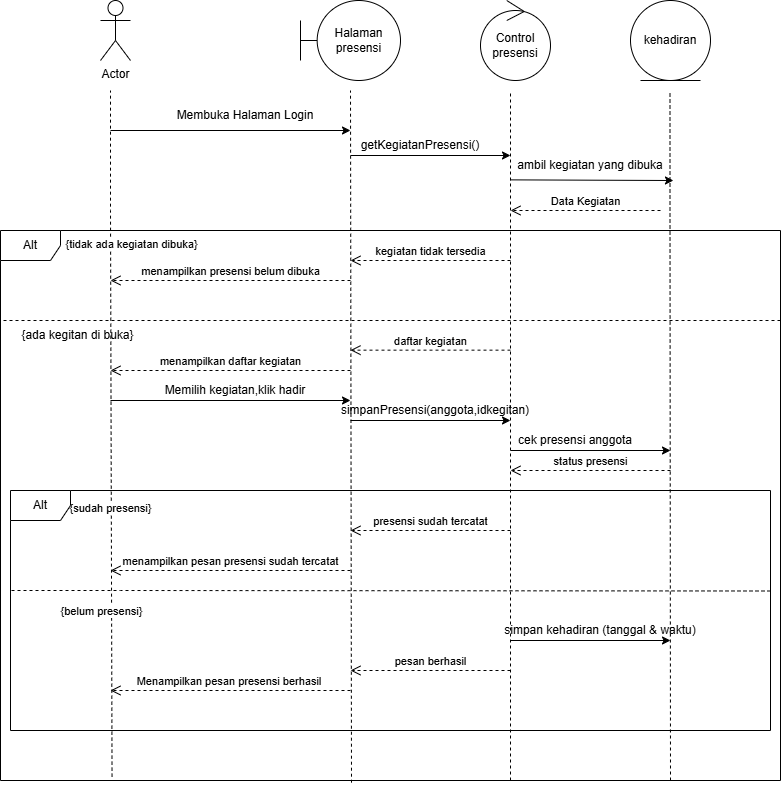 Actor
Halaman
presensi
Control
presensi
kehadiran
Membuka Halaman Login
getKegiatanPresensi()
ambil kegiatan yang dibuka
Data Kegiatan
Alt
{tidak ada kegiatan dibuka}
kegiatan tidak tersedia
menampilkan presensi belum dibuka
{ada kegitan di buka}
daftar kegiatan
menampilkan daftar kegiatan
Memilih kegiatan,klik hadir
simpanPresensi(anggota,idkegitan)
cek presensi anggota
status presensi
Alt
{sudah presensi}
presensi sudah tercatat
menampilkan pesan presensi sudah tercatat
{belum presensi}
simpan kehadiran (tanggal & waktu)
pesan berhasil
Menampilkan pesan presensi berhasil